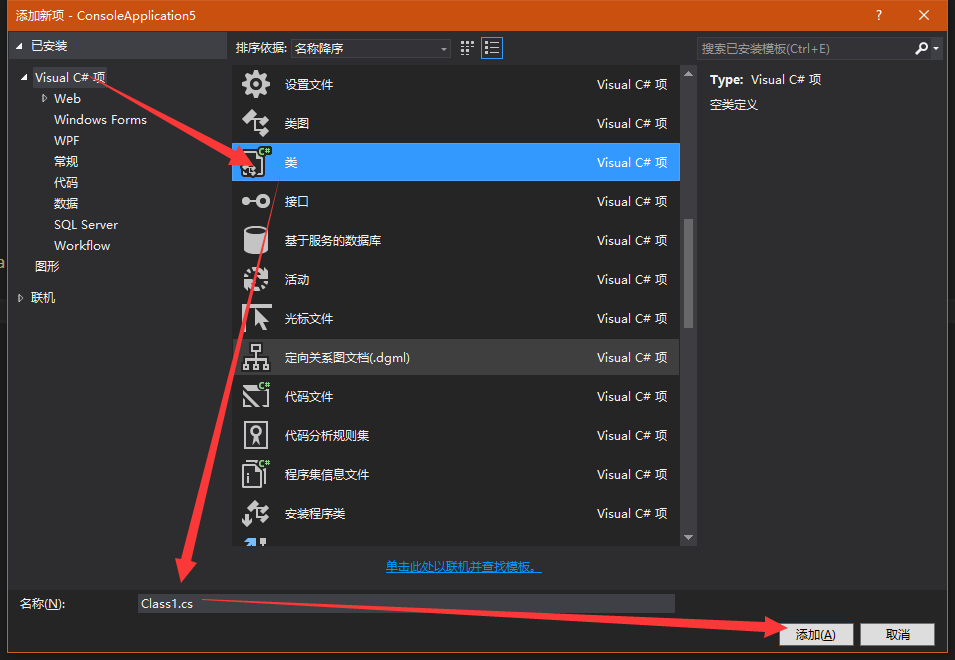 添加新项 - ConsoleApplication5
?
已安装
排序依据: 名称降序
搜索已安装模板(Ctrl+E)
Visual C# 项
Web
Windows Forms
WPF
常规
代码
数据
SQL Server
Workflow
图形
联机
设置文件 Visual C# 项
类图 Visual C# 项
C# 类 Visual C# 项
接口 Visual C# 项
基于服务的数据库 Visual C# 项
活动 Visual C# 项
光标文件 Visual C# 项
定向关系图文档(.dgml) Visual C# 项
C# 代码文件 Visual C# 项
代码分析规则集 Visual C# 项
C# 程序集信息文件 Visual C# 项
安装程序类 Visual C# 项
Type: Visual C# 项
空类定义
单击此处以联机并查找模板。
名称(N): Class1.cs
添加(A) 取消